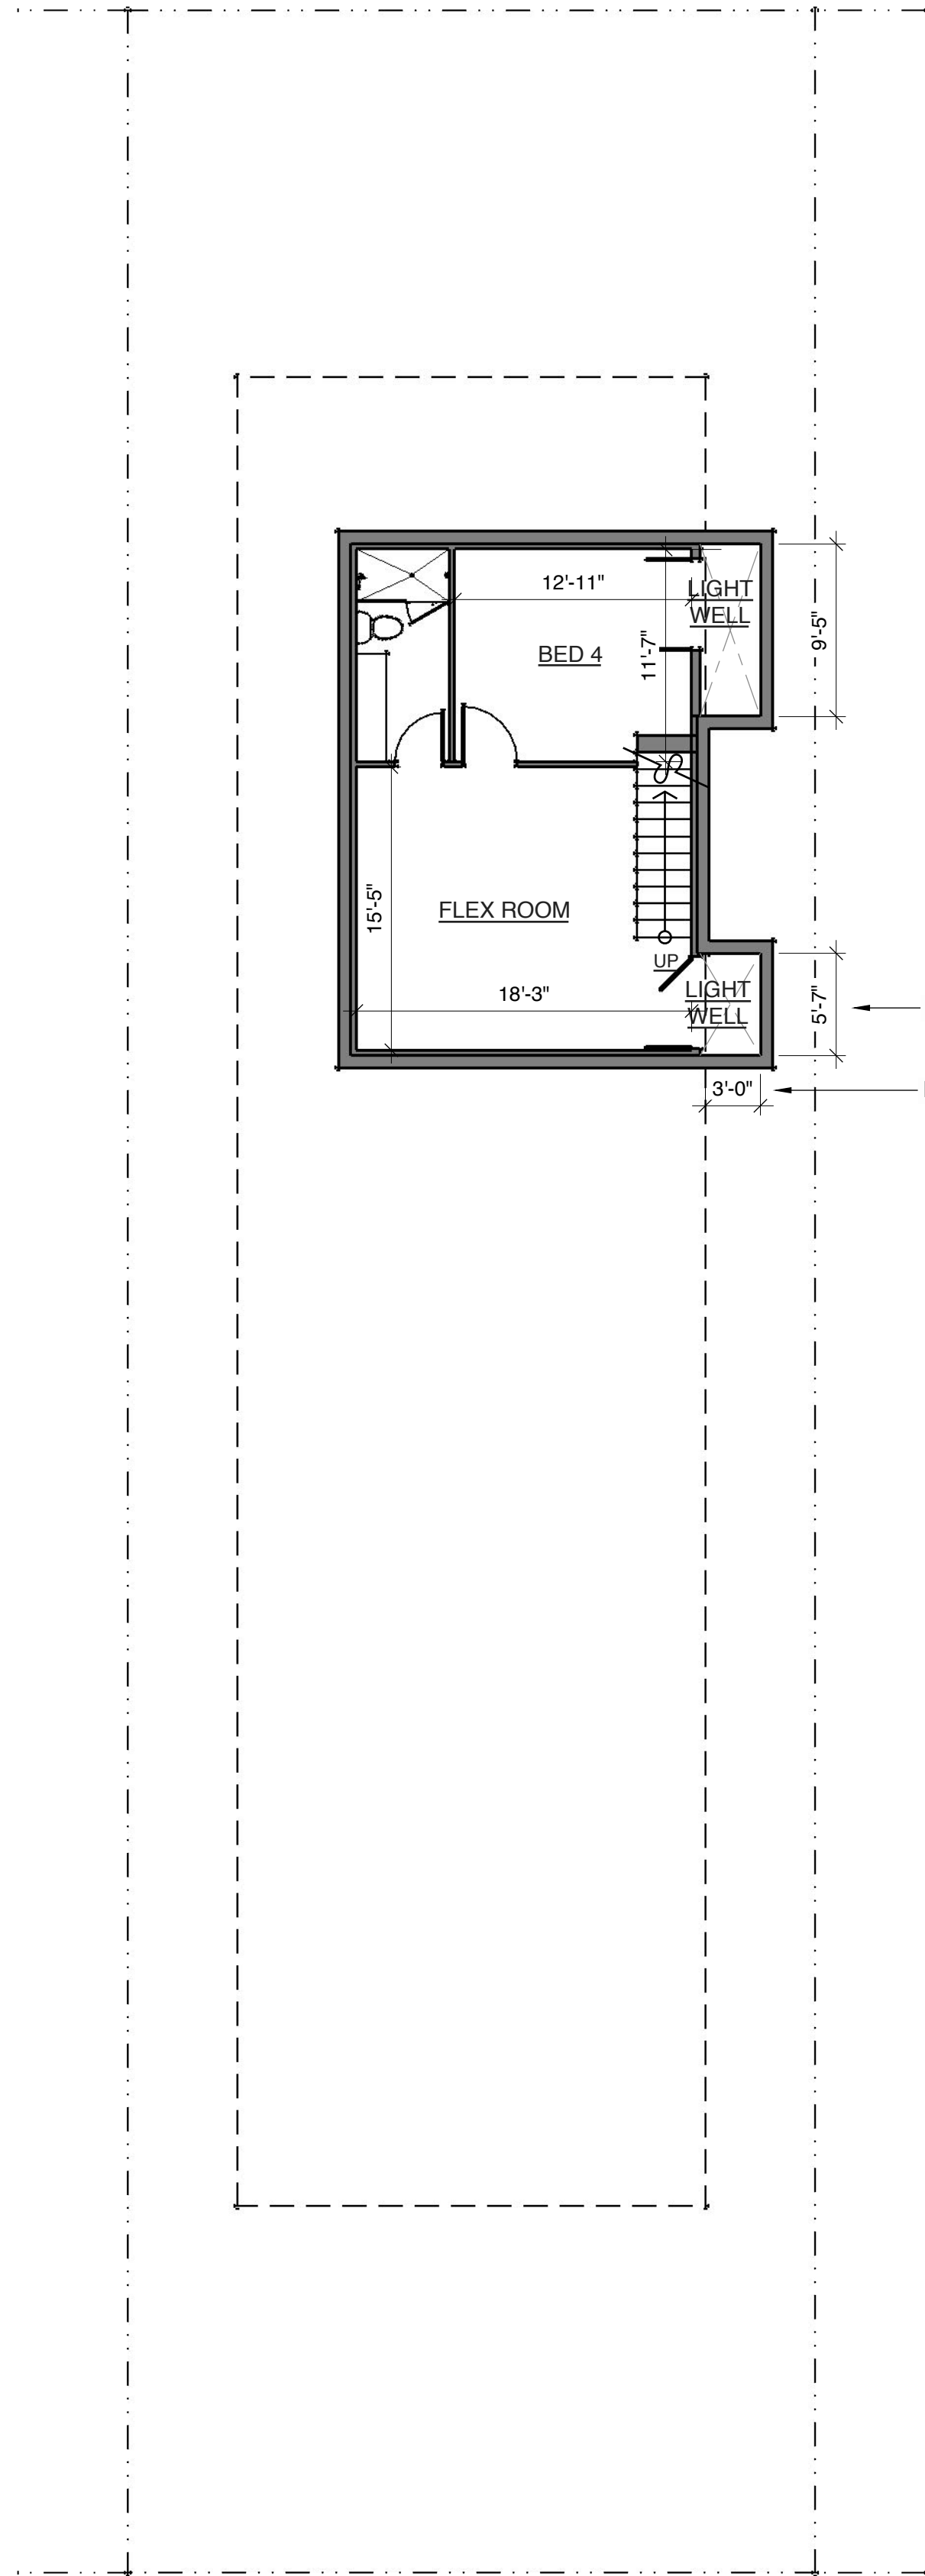 12'-11"
LIGHT
WELL
9'-5"
11'-7"
BED 4
15'-5"
FLEX ROOM
UP
18'-3"
LIGHT
WELL
5'-7"
3'-0"